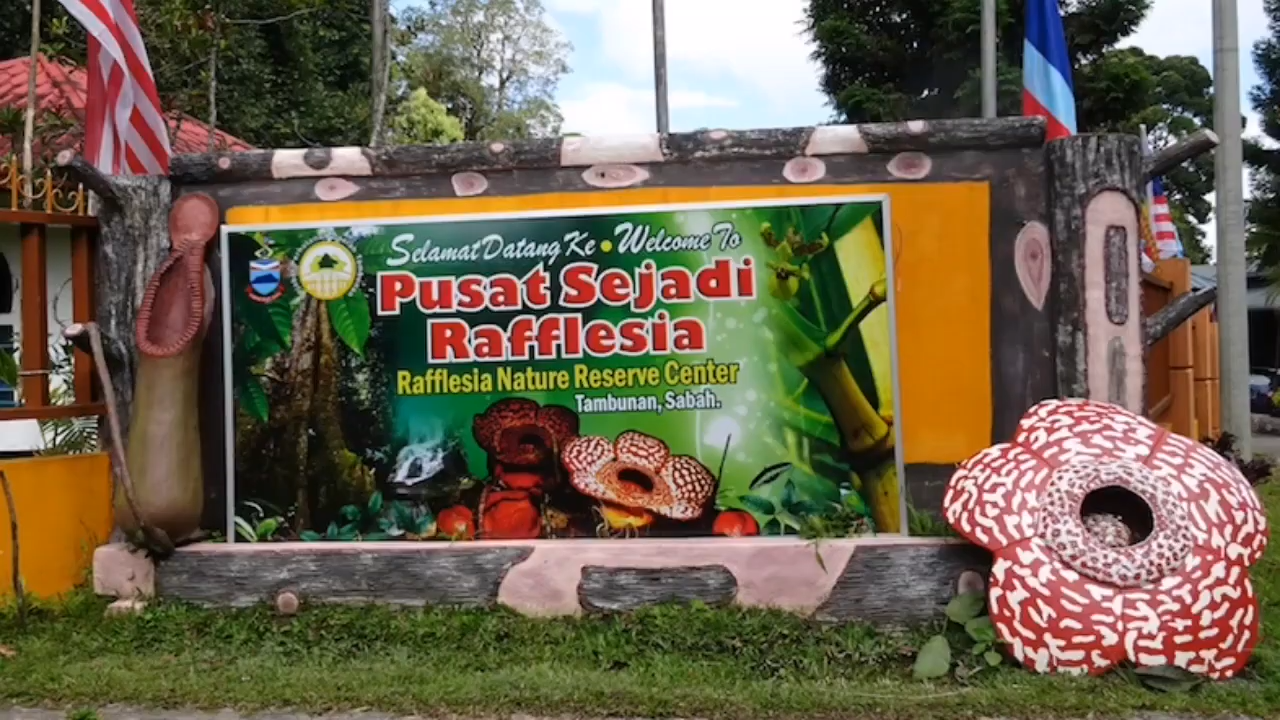 Selamat Datang Ke • Welcome To
Pusat Sejadi
Rafflesia
Rafflesia Nature Reserve Center
Tambunan, Sabah.